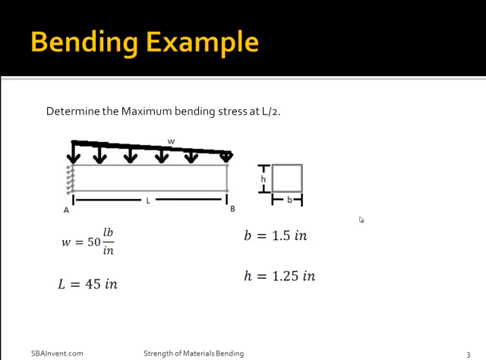 Bending Example
Determine the Maximum bending stress at L/2.
w
h
A
L
B
b
w = 50 lb/in
b = 1.5 in
L = 45 in
h = 1.25 in
SBAInvent.com
Strength of Materials Bending
3